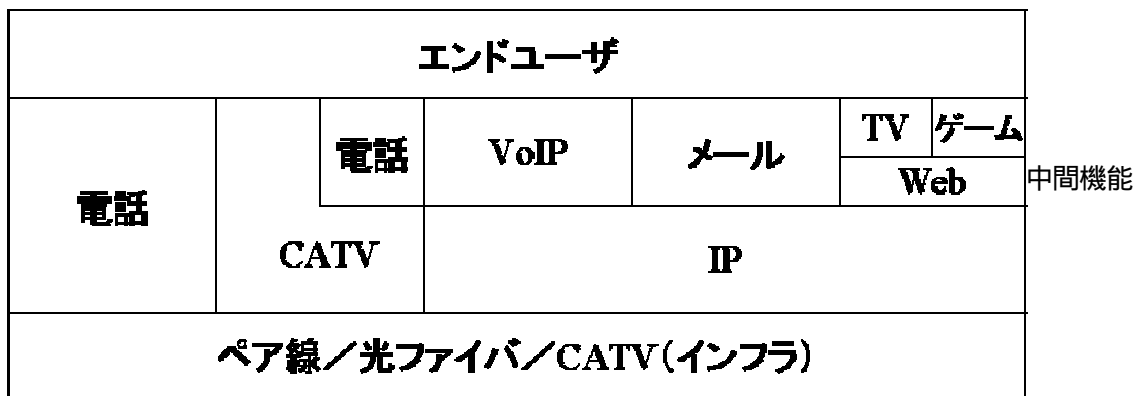 エンドユーザ
電話
電話
VoIP
メール
TV
ゲーム
Web
中間機能
CATV
IP
ペア線／光ファイバ／CATV（インフラ）